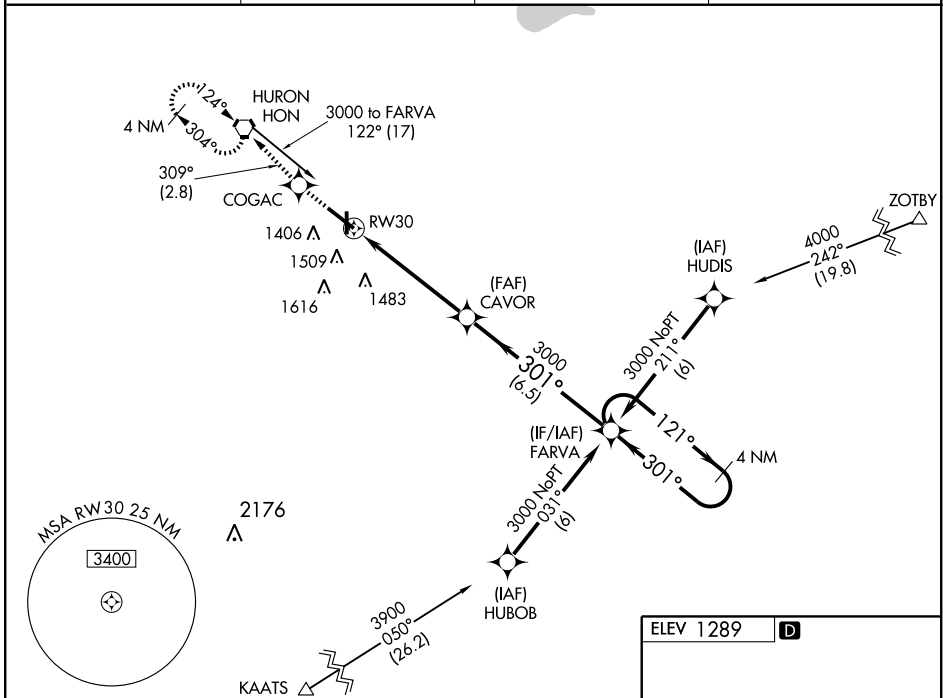 124°
HURON
HON
3000 to FARVA
122° (17)
4 NM
304°
309°
(2.8)
COGAC
RW30
1406
1509
1616
1483
ZOTBY
4000
242°
(19.8)
(IAF)
HUDIS
(FAF)
CAVOR
3000 NoPT
211°
(6)
3000
301°
(6.5)
(IF/IAF)
FARVA
121°
301°
4 NM
3000 NoPT
031°
(6)
(IAF)
HUBOB
MSA RW30 25 NM
3400
2176
3900
050°
(26.2)
KAATS
ELEV 1289 D